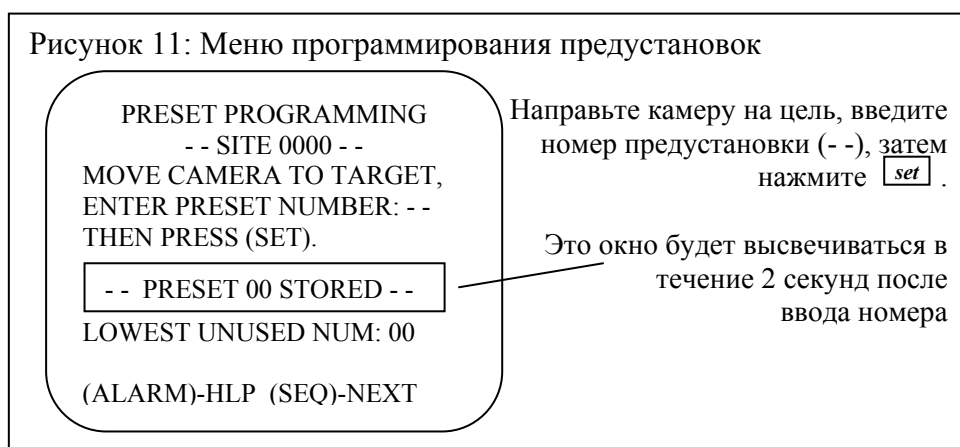 Рисунок 11: Меню программирования предустановок
PRESET PROGRAMMING
- - SITE 0000 - -
MOVE CAMERA TO TARGET,
ENTER PRESET NUMBER: - -
THEN PRESS (SET).
- - PRESET 00 STORED - -
LOWEST UNUSED NUM: 00
(ALARM)-HLP (SEQ)-NEXT
Направьте камеру на цель, введите
номер предустановки (- -), затем
нажмите set .
Это окно будет высвечиваться в
течение 2 секунд после
ввода номера